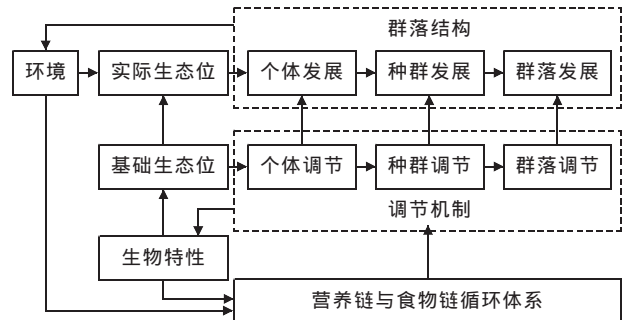 群落结构
环境
实际生态位
个体发展
种群发展
群落发展
基础生态位
个体调节
种群调节
群落调节
调节机制
生物特性
营养链与食物链循环体系